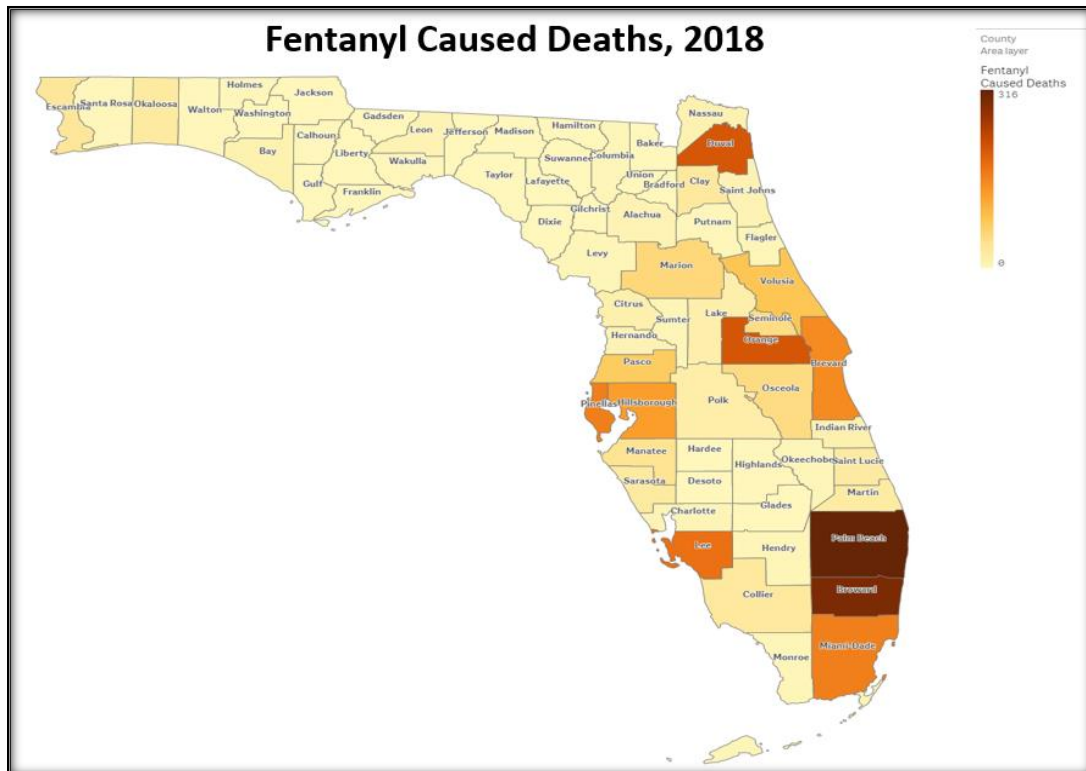 Fentanyl Caused Deaths, 2018
County
Area layer
Fentanyl
Caused Deaths
316
0
Escambia
Santa Rosa
Okaloosa
Walton
Holmes
Washington
Jackson
Bay
Calhoun
Gulf
Liberty
Franklin
Gadsden
Leon
Wakulla
Jefferson
Madison
Taylor
Hamilton
Suwannee
Lafayette
Dixie
Columbia
Gilchrist
Levy
Baker
Union
Bradford
Alachua
Nassau
Duval
Clay
Saint Johns
Putnam
Flagler
Marion
Volusia
Citrus
Sumter
Lake
Seminole
Hernando
Orange
Pasco
Brevard
Pinellas
Hillsborough
Polk
Osceola
Indian River
Manatee
Hardee
Highlands
Okeechobe
Saint Lucie
Sarasota
Desoto
Martin
Charlotte
Glades
Lee
Hendry
Palm Beach
Collier
Broward
Monroe
Miami-Dade